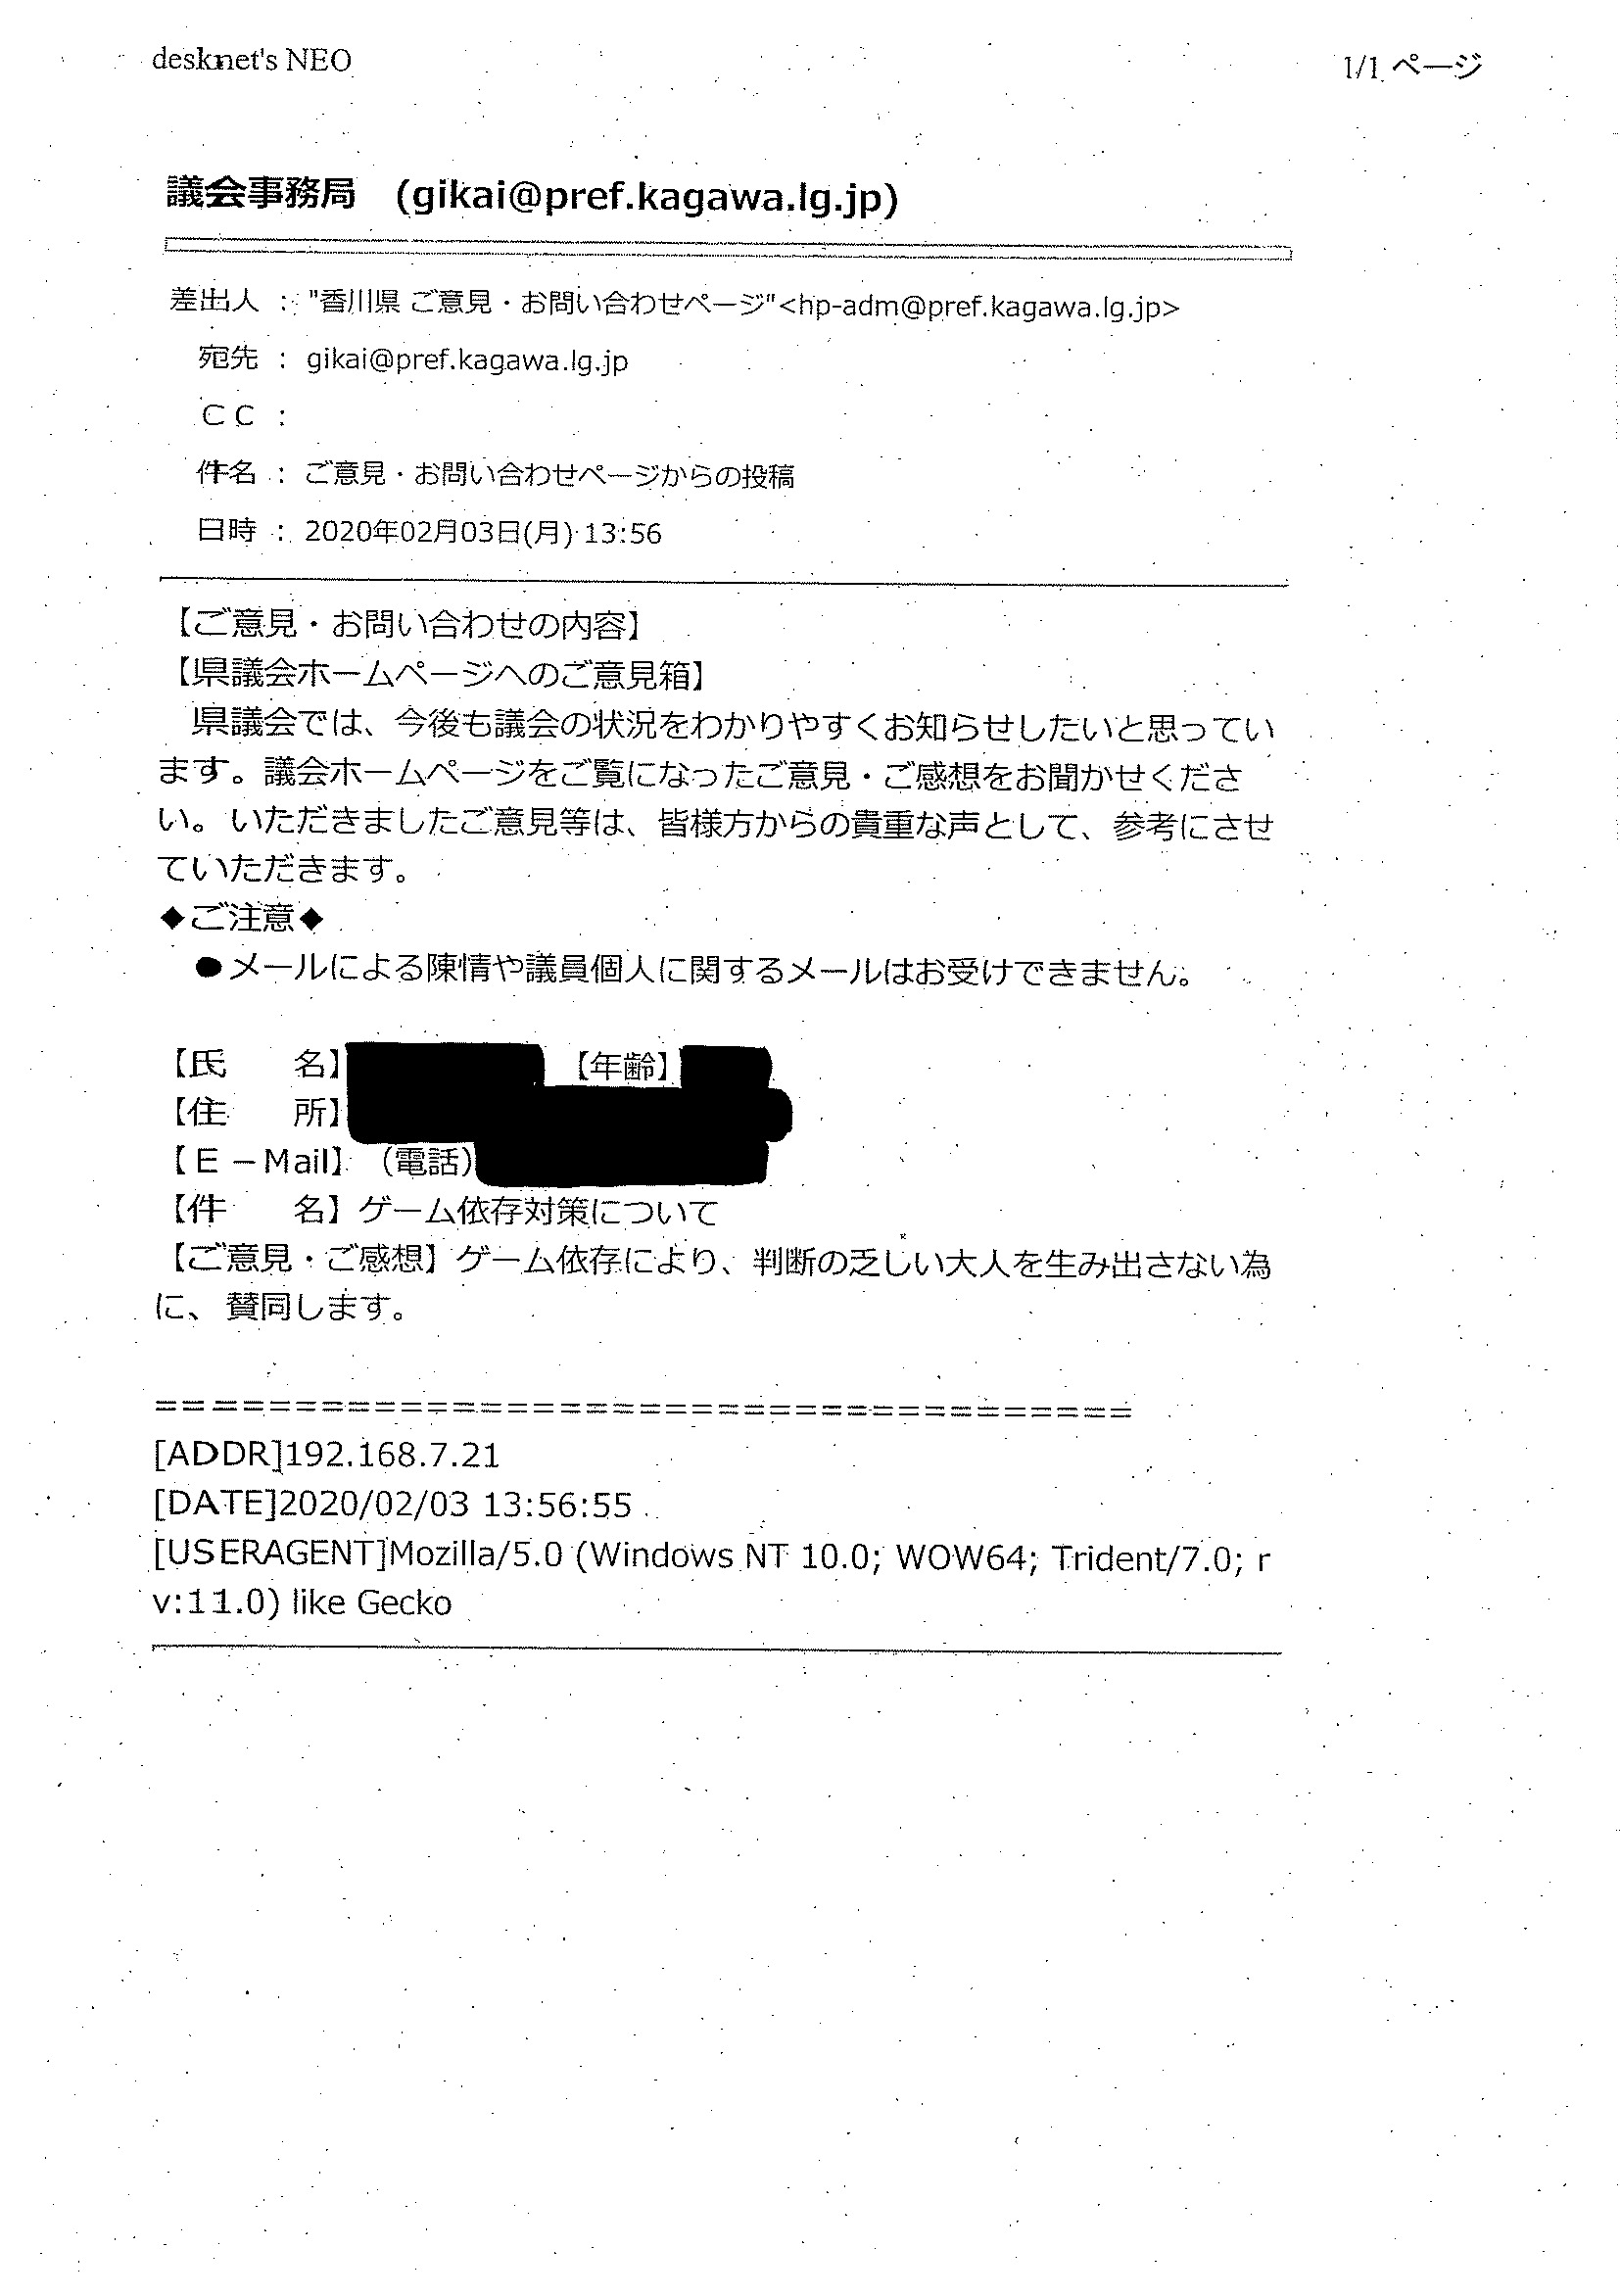 desknet's NEO
1/1 ページ
議会事務局 (gikai@pref.kagawa.lg.jp)
差出人 : "香川県 ご意見・お問い合わせページ"<hp-adm@pref.kagawa.lg.jp>
宛先 : gikai@pref.kagawa.lg.jp
CC :
件名 : ご意見・お問い合わせページからの投稿
日時 : 2020年02月03日(月) 13:56
【ご意見・お問い合わせの内容】
【県議会ホームページへのご意見箱】
　県議会では、今後も議会の状況をわかりやすくお知らせしたいと思ってい
ます。議会ホームページをご覧になったご意見・ご感想をお聞かせくださ
い。いただきましたご意見等は、皆様方からの貴重な声として、参考にさせ
ていただきます。
◆ご注意◆
●メールによる陳情や議員個人に関するメールはお受けできません。
【氏　　名】 【年齢】
【住　　所】
【E－Mail】（電話）
【件　　名】ゲーム依存対策について
【ご意見・ご感想】ゲーム依存により、判断の乏しい大人を生み出さない為
に、賛同します。
=====================================
[ADDR]192.168.7.21
[DATE]2020/02/03 13:56:55
[USERAGENT]Mozilla/5.0 (Windows NT 10.0; WOW64; Trident/7.0; r
v:11.0) like Gecko